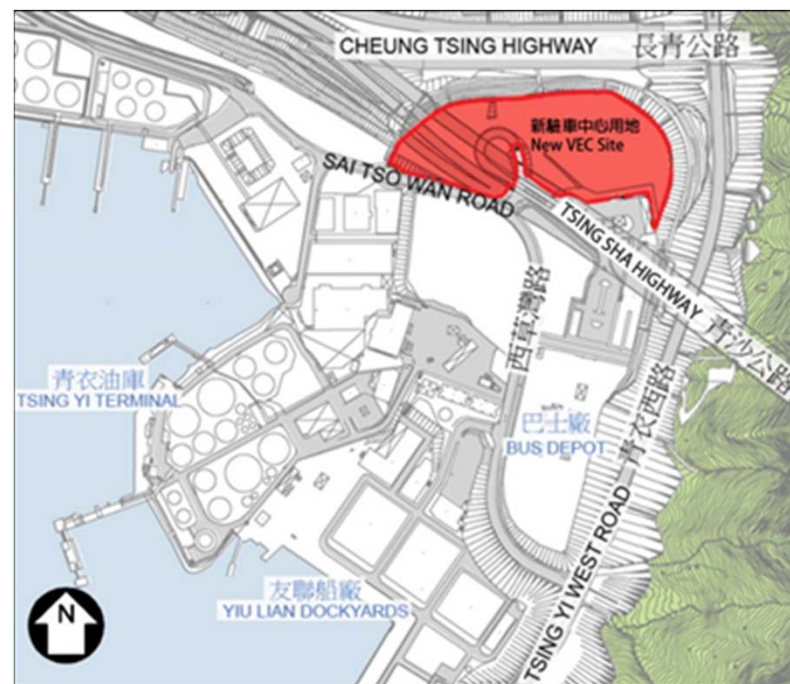 CHEUNG TSING HIGHWAY 長青公路
新驗車中心用地
New VEC Site
SAI TSO WAN ROAD
TSING SHA HIGHWAY 青沙公路
西草灣路
青衣油庫
TSING YI TERMINAL
巴士廠
BUS DEPOT
青衣西路
TSING YI WEST ROAD
友聯船廠
YIU LIAN DOCKYARDS
N